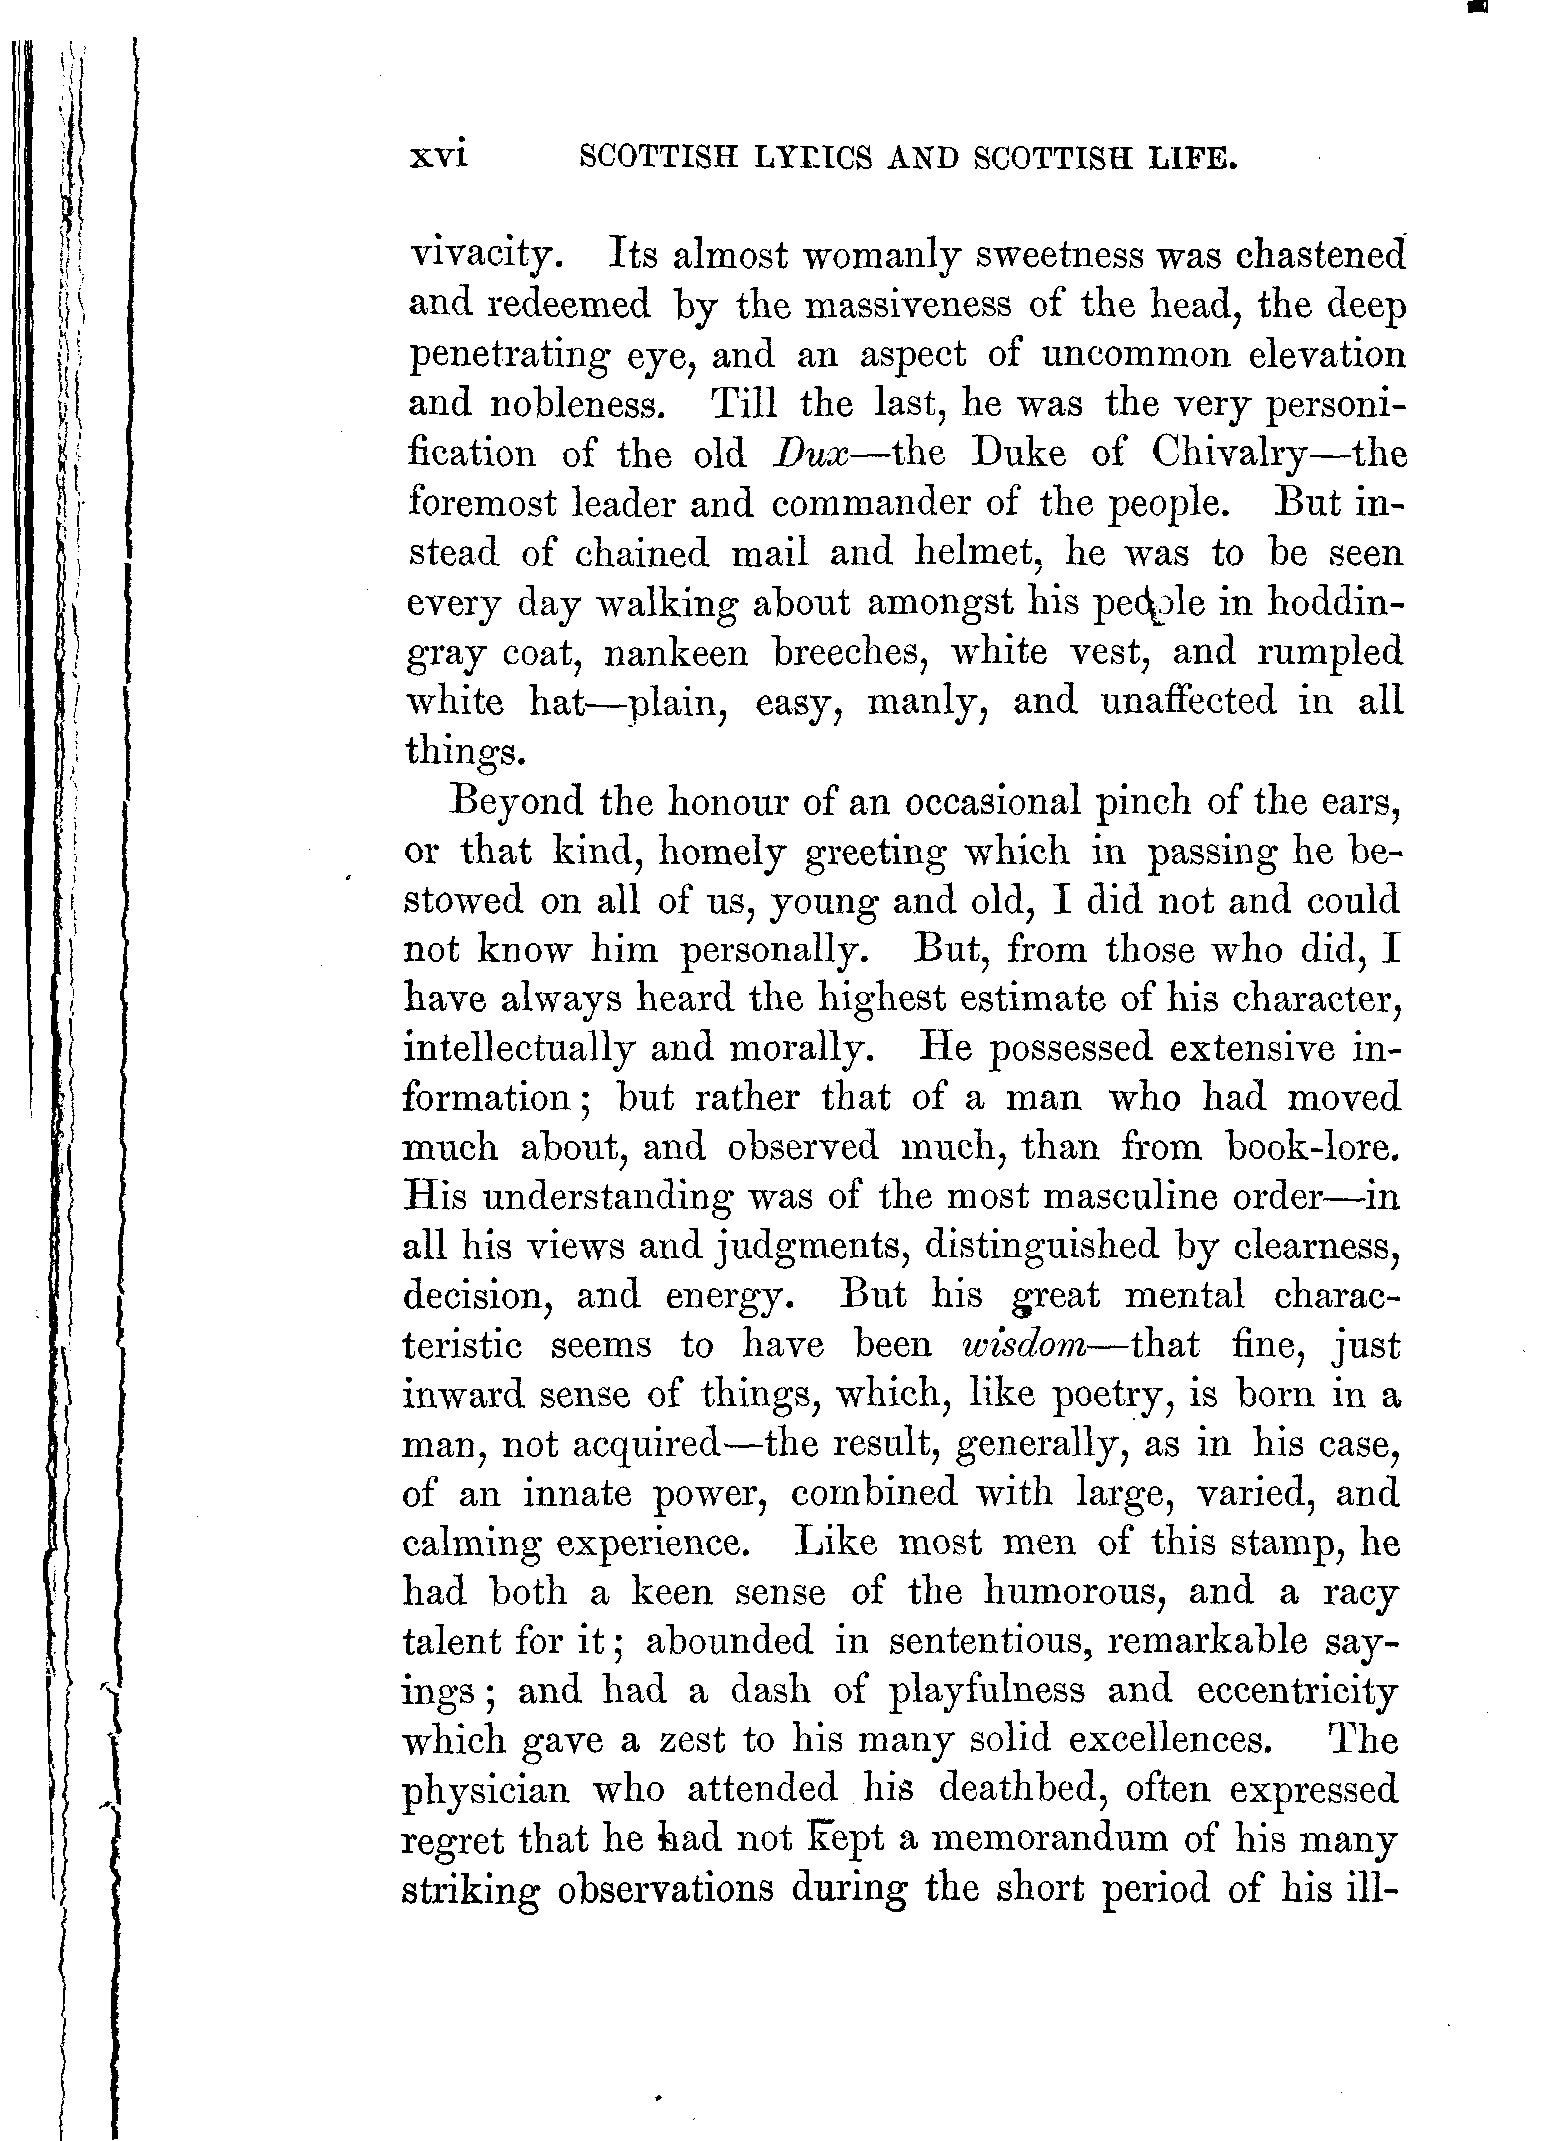 xvi SCOTTISH LYRICS AND SCOTTISH LIFE.
vivacity. Its almost womanly sweetness was chastened
and redeemed by the massiveness of the head, the deep
penetrating eye, and an aspect of uncommon elevation
and nobleness. Till the last, he was the very personi-
fication of the old Dux—the Duke of Chivalry—the
foremost leader and commander of the people. But in-
stead of chained mail and helmet, he was to be seen
every day walking about amongst his people in hoddin-
gray coat, nankeen breeches, white vest, and rumpled
white hat—plain, easy, manly, and unaffected in all
things.
Beyond the honour of an occasional pinch of the ears,
or that kind, homely greeting which in passing he be-
stowed on all of us, young and old, I did not and could
not know him personally. But, from those who did, I
have always heard the highest estimate of his character,
intellectually and morally. He possessed extensive in-
formation; but rather that of a man who had moved
much about, and observed much, than from book-lore.
His understanding was of the most masculine order—in
all his views and judgments, distinguished by clearness,
decision, and energy. But his great mental charac-
teristic seems to have been wisdom—that fine, just
inward sense of things, which, like poetry, is born in a
man, not acquired—the result, generally, as in his case,
of an innate power, combined with large, varied, and
calming experience. Like most men of this stamp, he
had both a keen sense of the humorous, and a racy
talent for it; abounded in sententious, remarkable say-
ings; and had a dash of playfulness and eccentricity
which gave a zest to his many solid excellences. The
physician who attended his deathbed, often expressed
regret that he had not kept a memorandum of his many
striking observations during the short period of his ill-